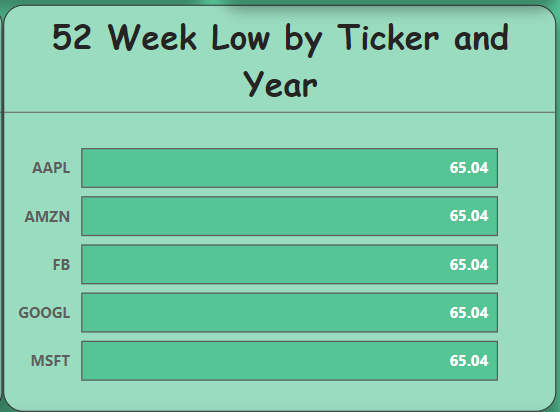 52 Week Low by Ticker and
Year
AAPL 65.04
AMZN 65.04
FB 65.04
GOOGL 65.04
MSFT 65.04